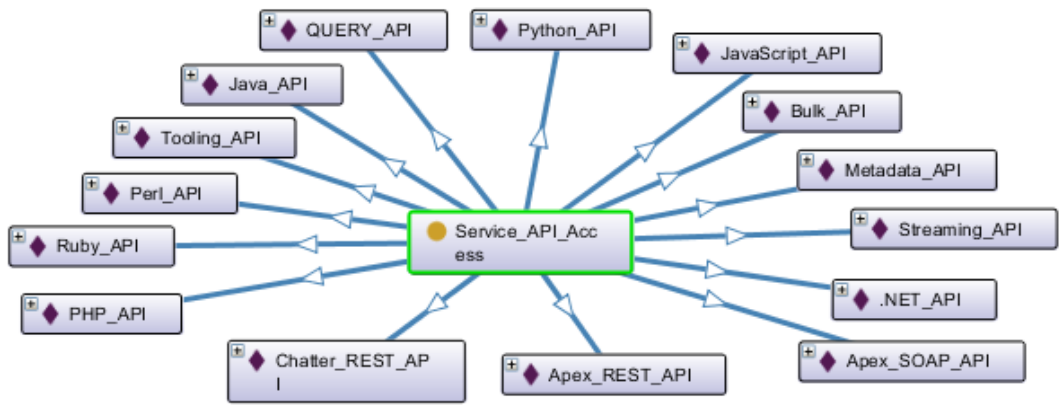 QUERY_API
Python_API
JavaScript_API
Java_API
Bulk_API
Tooling_API
Metadata_API
Perl_API
Service_API_Acc
ess
Streaming_API
Ruby_API
.NET_API
PHP_API
Chatter_REST_AP
I
Apex_REST_API
Apex_SOAP_API